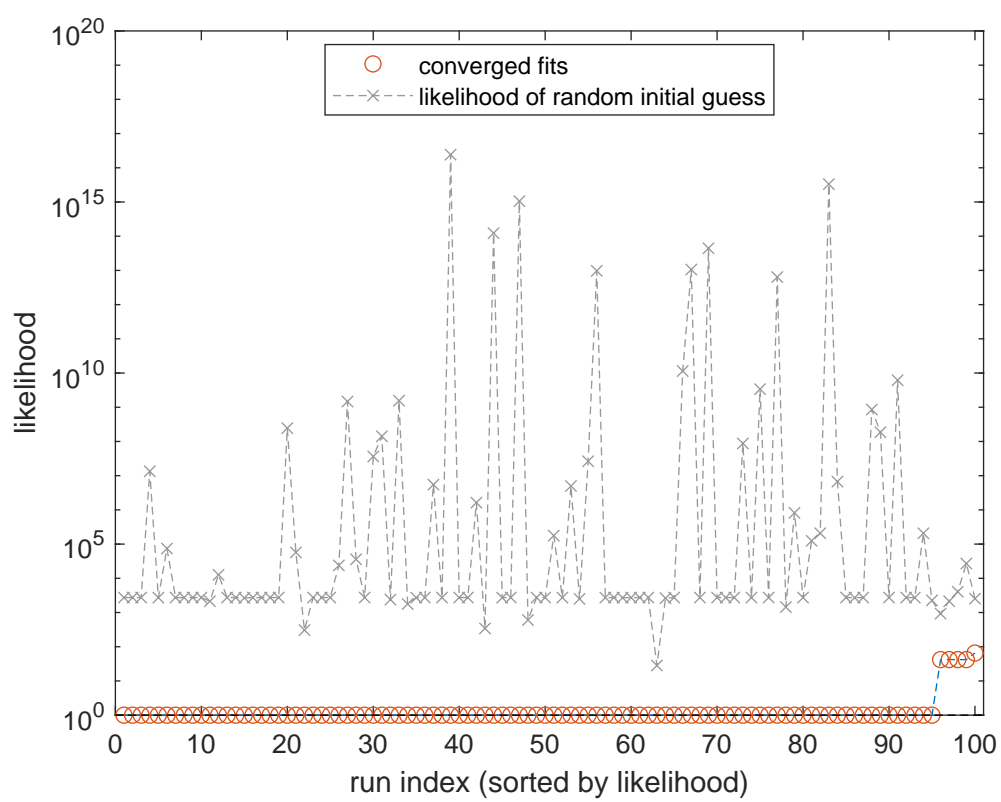 10^20
10^15
10^10
10^5
10^0
likelihood
converged fits
likelihood of random initial guess
0 10 20 30 40 50 60 70 80 90 100
run index (sorted by likelihood)